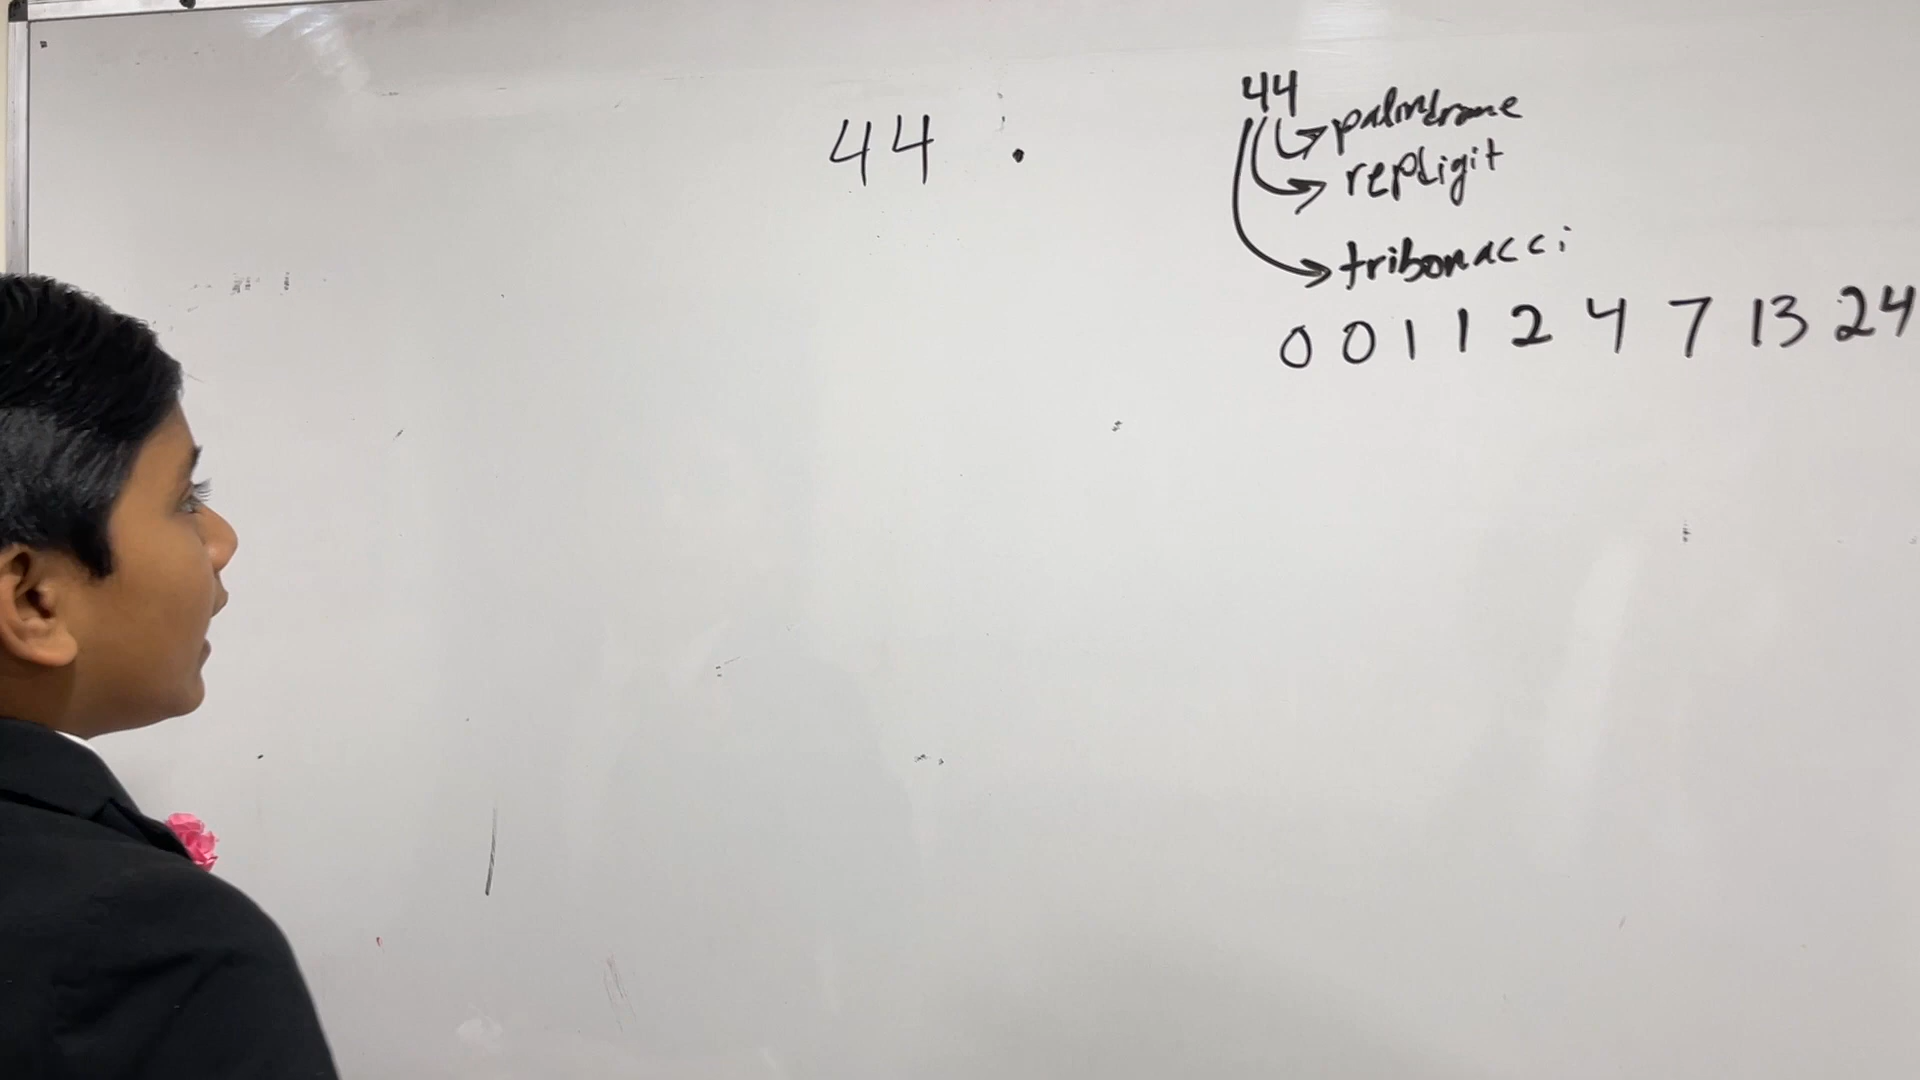 44 .
44
palindrome
repdigit
tribonacci
0 0 1 1 2 4 7 13 24